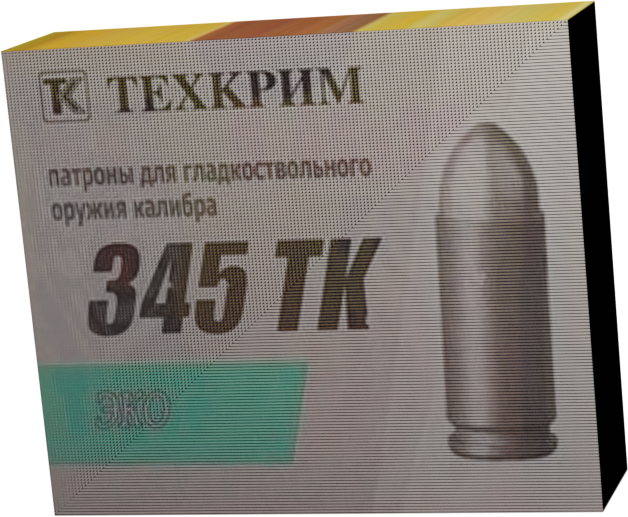 ТК ТЕХКРИМ
патроны для гладкоствольного
оружия калибра
345 ТК
ЭКО